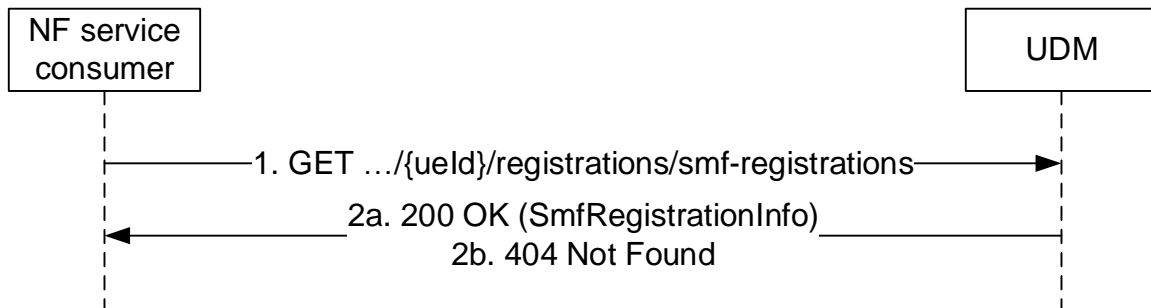 NF service
consumer
UDM
1. GET …/{ueId}/registrations/smf-registrations
2a. 200 OK (SmfRegistrationInfo)
2b. 404 Not Found